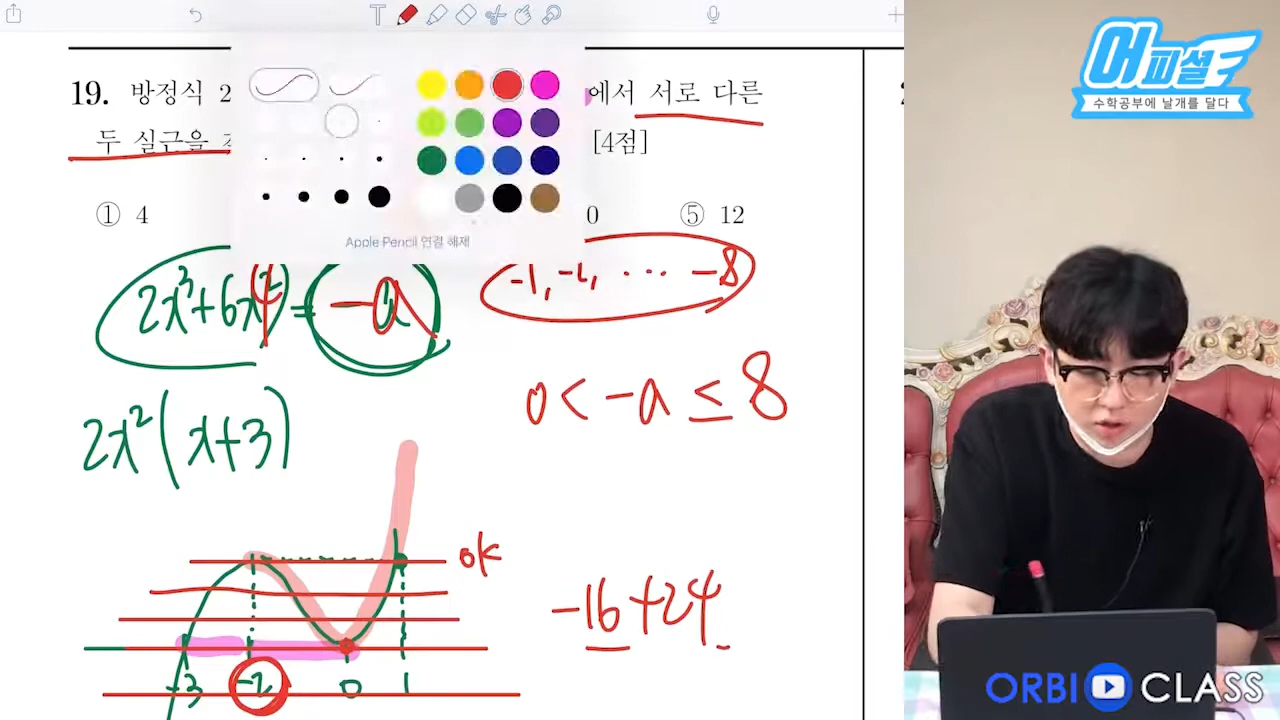 19. 방정식 2
에서 서로 다른
두 실근을
[4점]
① 4
0
⑤ 12
Apple Pencil 연결 해제
2x³+6x² = -a
-1, -2, ⋯ -8
0 < -a ≤ 8
2x²(x+3)
ok
-16+24
-3 -2 0 1
어피셜
수학공부에 날개를 달다
ORBI CLASS